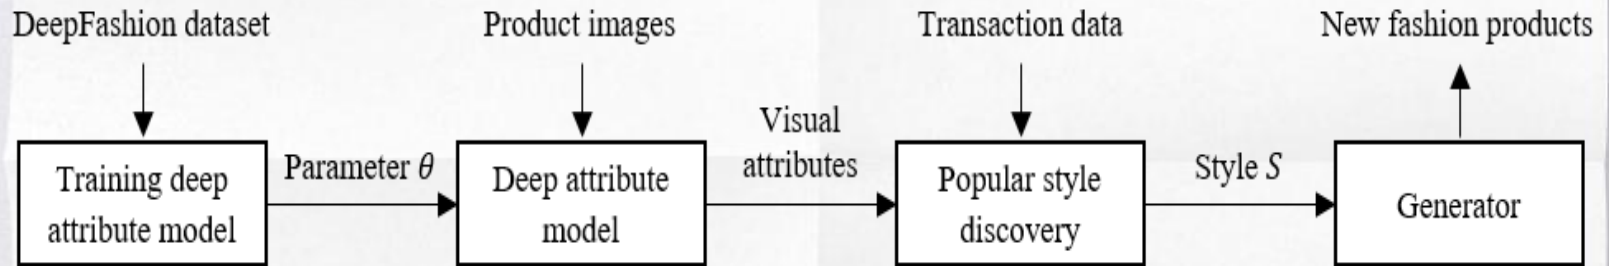 DeepFashion dataset
Product images
Transaction data
New fashion products
Training deep
attribute model
Parameter θ
Deep attribute
model
Visual
attributes
Popular style
discovery
Style S
Generator